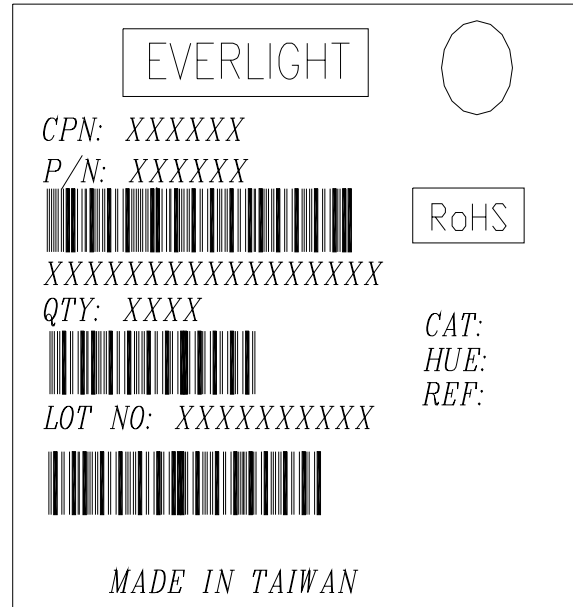 EVERLIGHT
CPN: XXXXXX
P/N: XXXXXX
RoHS
XXXXXXXXXXXXXXXXX
QTY: XXXX
CAT:
HUE:
REF:
LOT NO: XXXXXXXXXX
MADE IN TAIWAN